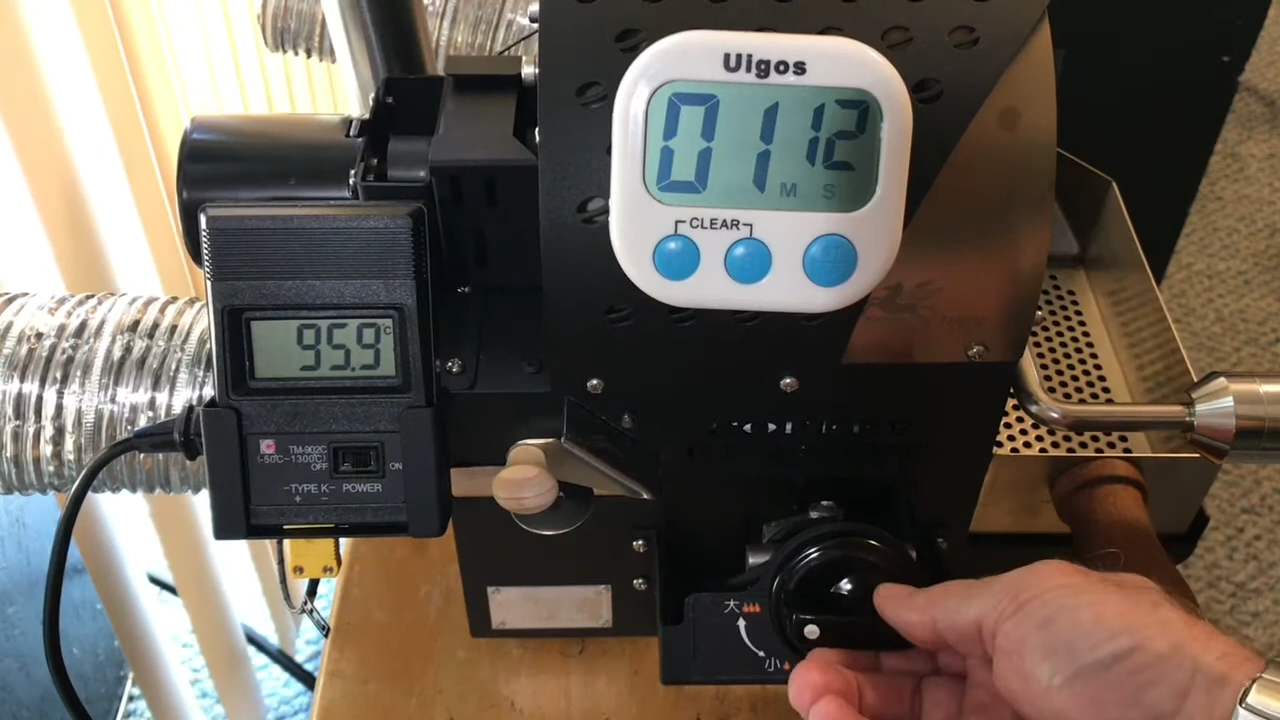 Uigos
01 12
M S
CLEAR
95.9 °C
TM-902C
(-50°C-1300°C)
OFF ON
-TYPE K- POWER
+ -
大
小